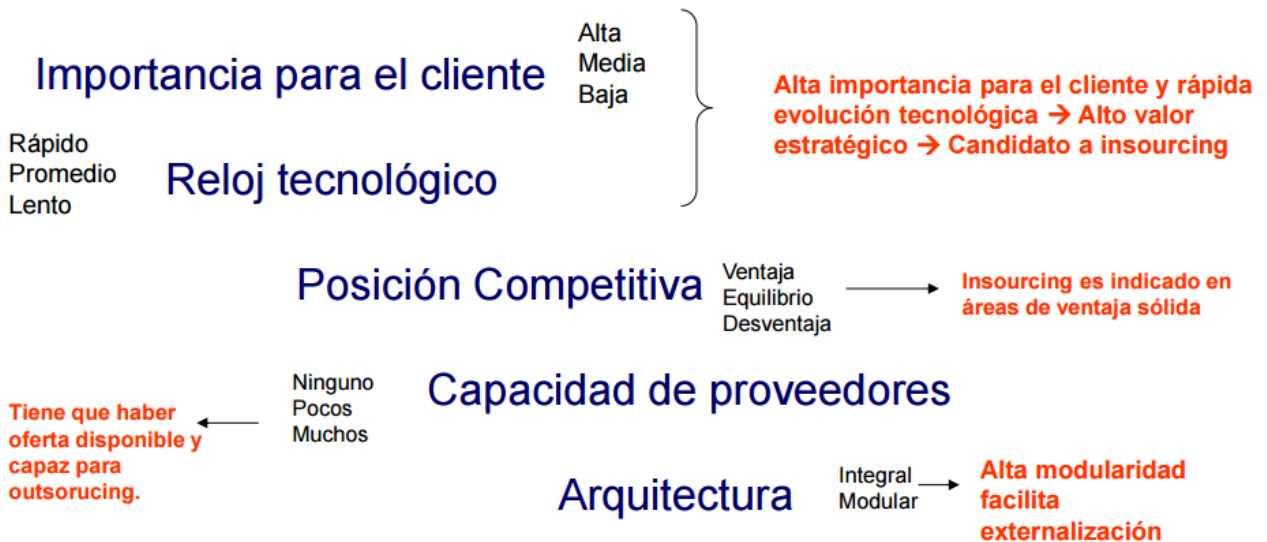 Importancia para el cliente
Alta
Media
Baja
Rápido
Promedio
Lento
Reloj tecnológico
Alta importancia para el cliente y rápida
evolución tecnológica → Alto valor
estratégico → Candidato a insourcing
Posición Competitiva
Ventaja
Equilibrio
Desventaja
Insourcing es indicado en
áreas de ventaja sólida
Ninguno
Pocos
Muchos
Capacidad de proveedores
Tiene que haber
oferta disponible y
capaz para
outsorucing.
Arquitectura
Integral
Modular
Alta modularidad
facilita
externalización